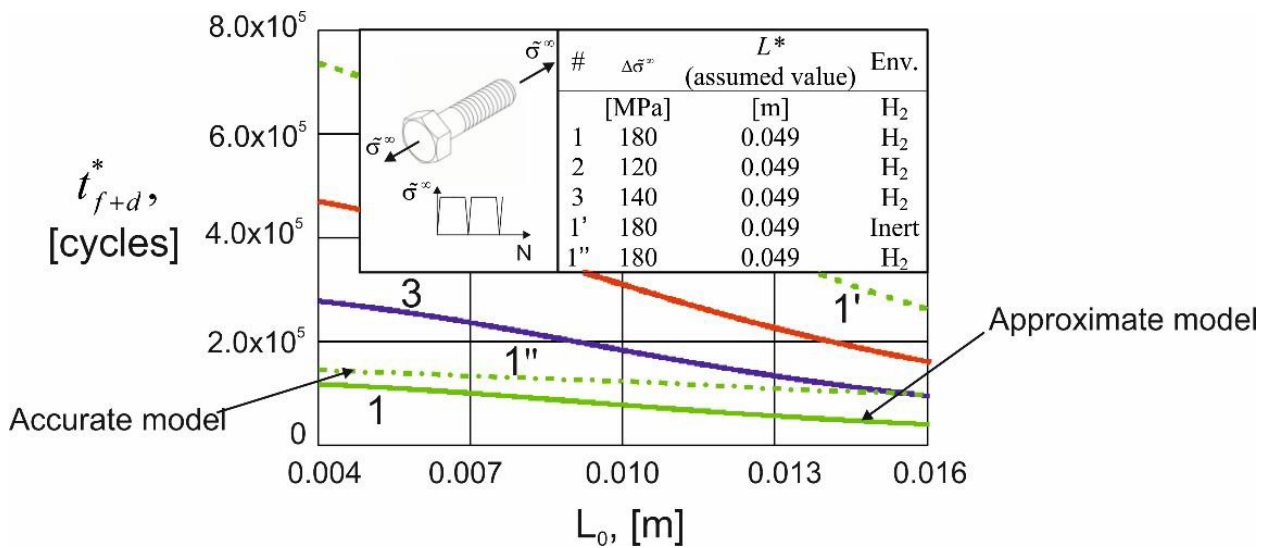 8.0x10⁵
6.0x10⁵
4.0x10⁵
2.0x10⁵
0
t*f+d,
[cycles]
σ̃∞
σ̃∞
σ̃∞
N
# Δσ̃∞ L* (assumed value) Env.
[MPa] [m] H₂
1 180 0.049 H₂
2 120 0.049 H₂
3 140 0.049 H₂
1' 180 0.049 Inert
1" 180 0.049 H₂
3
1'
1"
1
Approximate model
Accurate model
0.004 0.007 0.010 0.013 0.016
L₀, [m]